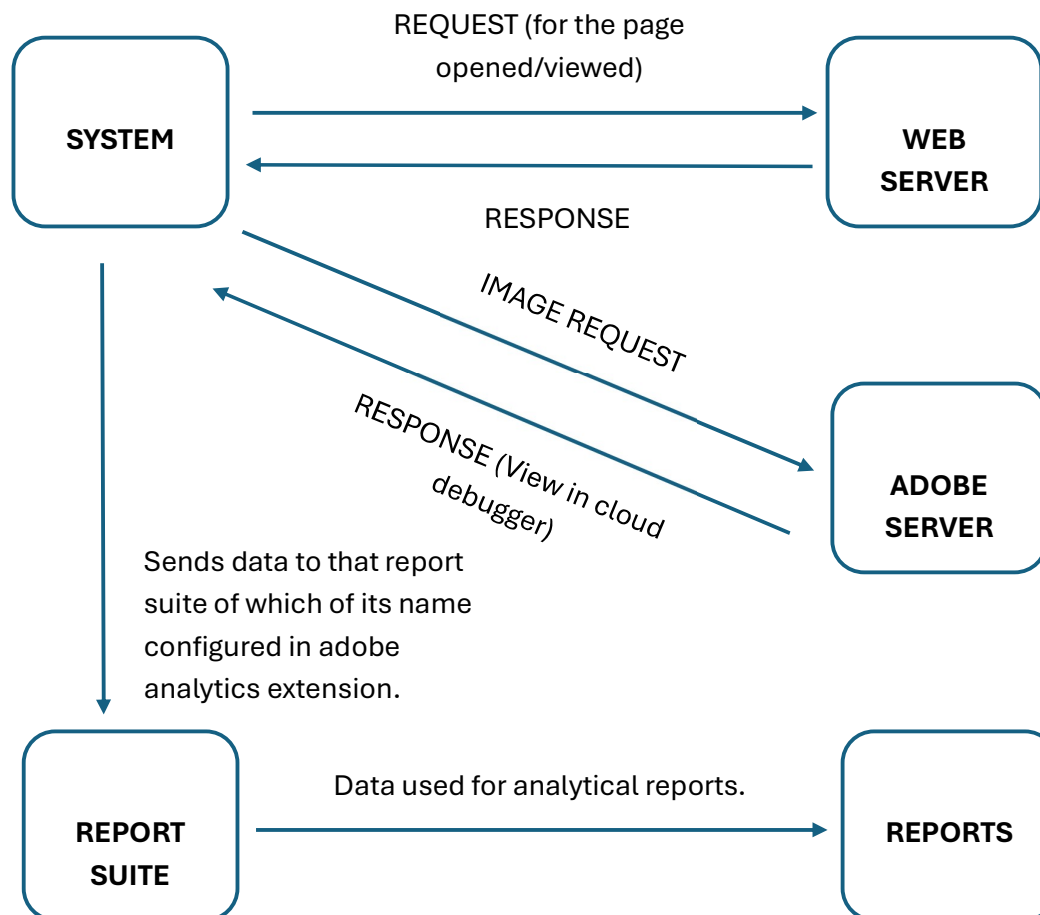 REQUEST (for the page
opened/viewed)
SYSTEM
WEB
SERVER
RESPONSE
IMAGE REQUEST
RESPONSE (View in cloud
debugger)
ADOBE
SERVER
Sends data to that report
suite of which of its name
configured in adobe
analytics extension.
Data used for analytical reports.
REPORT
SUITE
REPORTS